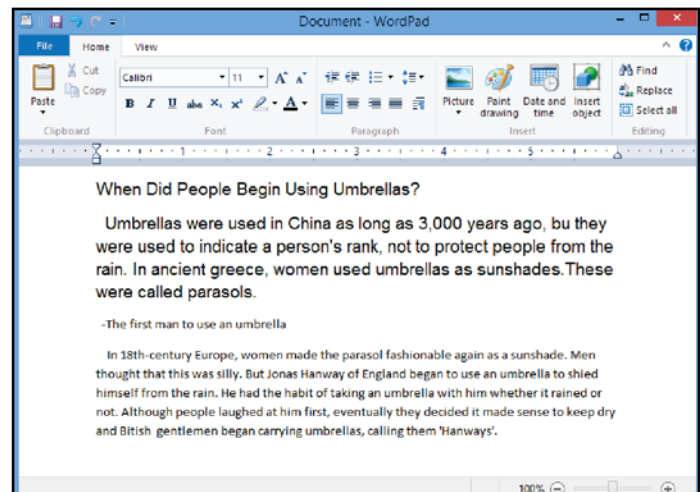 Document - WordPad
File Home View
Cut
Copy
Paste
Clipboard
Calibri 11 A A
B I U abc X₂ X² A
Font
Paragraph
Picture Paint drawing Date and time Insert object
Insert
Find
Replace
Select all
Editing
1 2 3 4 5
When Did People Begin Using Umbrellas?
Umbrellas were used in China as long as 3,000 years ago, bu they
were used to indicate a person's rank, not to protect people from the
rain. In ancient greece, women used umbrellas as sunshades.These
were called parasols.
-The first man to use an umbrella
In 18th-century Europe, women made the parasol fashionable again as a sunshade. Men
thought that this was silly. But Jonas Hanway of England began to use an umbrella to shied
himself from the rain. He had the habit of taking an umbrella with him whether it rained or
not. Although people laughed at him first, eventually they decided it made sense to keep dry
and Bitish gentlemen began carrying umbrellas, calling them 'Hanways'.
100%